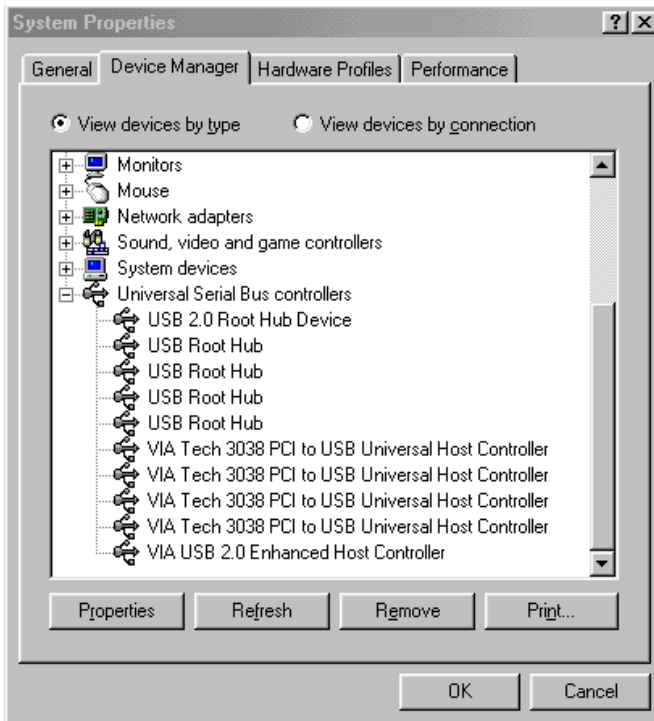 System Properties
General Device Manager Hardware Profiles Performance
View devices by type View devices by connection
Monitors
Mouse
Network adapters
Sound, video and game controllers
System devices
Universal Serial Bus controllers
USB 2.0 Root Hub Device
USB Root Hub
USB Root Hub
USB Root Hub
USB Root Hub
VIA Tech 3038 PCI to USB Universal Host Controller
VIA Tech 3038 PCI to USB Universal Host Controller
VIA Tech 3038 PCI to USB Universal Host Controller
VIA Tech 3038 PCI to USB Universal Host Controller
VIA USB 2.0 Enhanced Host Controller
Properties Refresh Remove Print...
OK Cancel